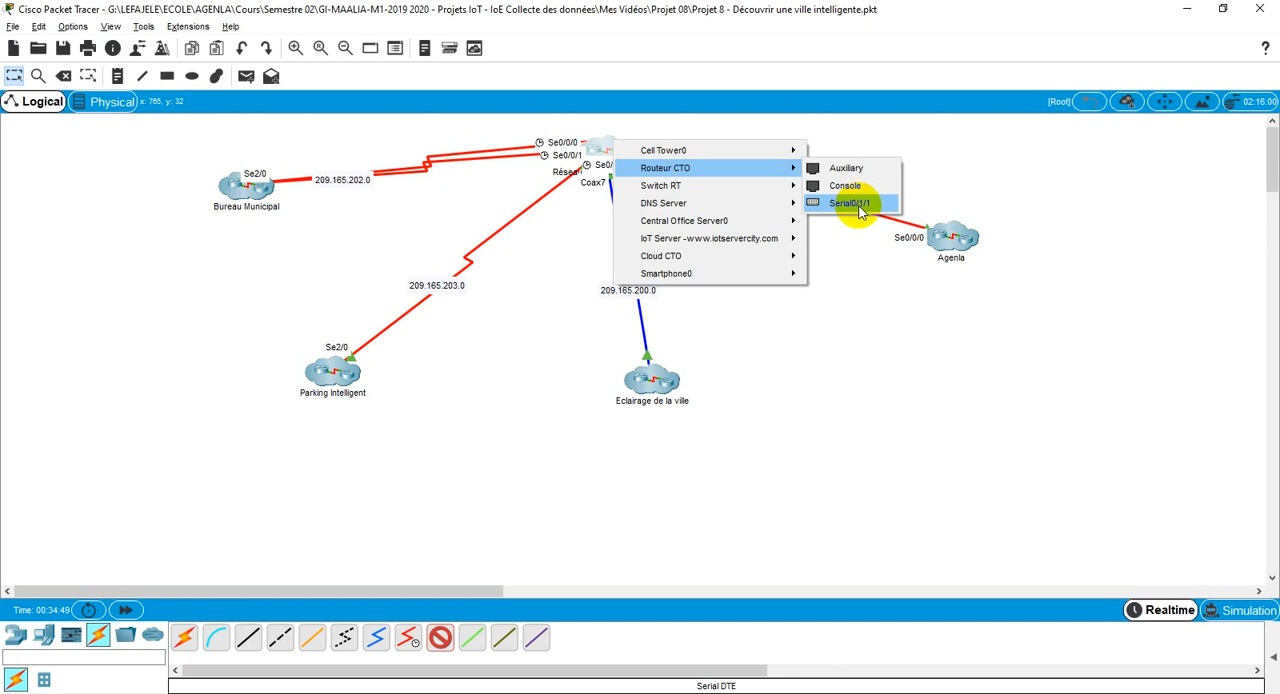 Cisco Packet Tracer - G:\LEFAJELE\ECOLE\AGENLA\Cours\Semestre 02\GI-MAALIA-M1-2019 2020 - Projets IoT - IoE Collecte des données\Mes Vidéos\Projet 08\Projet 8 - Découvrir une ville intelligente.pkt
File Edit Options View Tools Extensions Help
?
Logical Physical x: 765, y: 32 [Root] 02:16:00
Se0/0/0
Se0/0/1
Coax7
Se2/0
209.165.202.0
Bureau Municipal
Cell Tower0
Routeur CTO
Switch RT
DNS Server
Central Office Server0
IoT Server -www.iotservercity.com
Cloud CTO
Smartphone0
Auxiliary
Console
Serial0/1/1
Se0/0/0
Agenla
209.165.203.0
209.165.200.0
Se2/0
Parking Intelligent
Eclairage de la ville
Time: 00:34:49 Realtime Simulation
Serial DTE